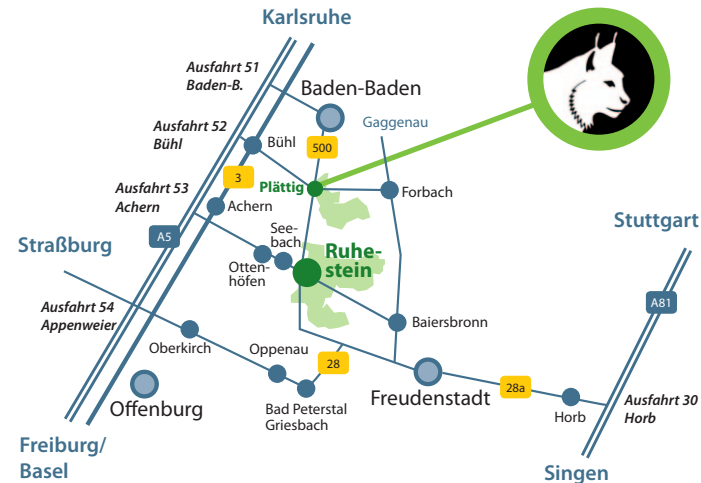 Karlsruhe
Ausfahrt 51
Baden-B.
Baden-Baden
Gaggenau
Ausfahrt 52
Bühl
Bühl
500
3
Plättig
Forbach
Ausfahrt 53
Achern
Achern
A5
See-
bach
Stuttgart
Straßburg
Otten-
höfen
Ruhe-
stein
A81
Ausfahrt 54
Appenweier
Baiersbronn
Oberkirch
Oppenau
28
Offenburg
Bad Peterstal
Griesbach
Freudenstadt
28a
Horb
Ausfahrt 30
Horb
Freiburg/
Basel
Singen